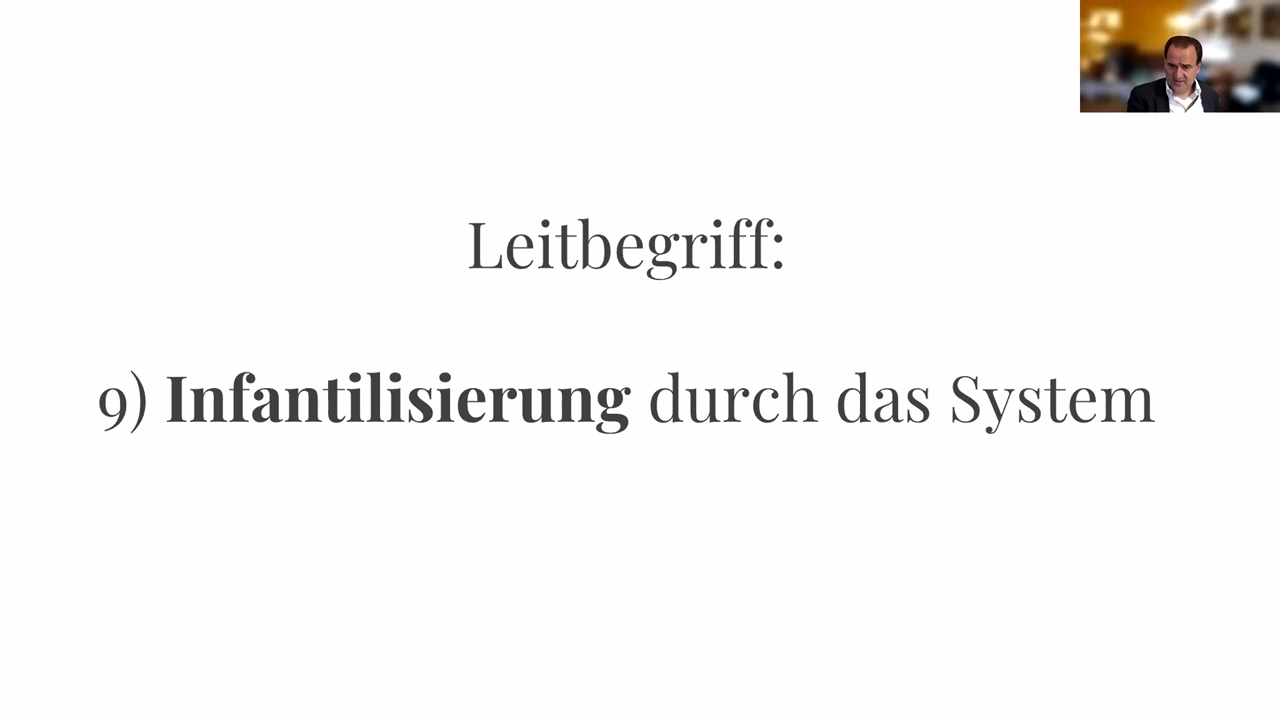 Leitbegriff:
9) Infantilisierung durch das System